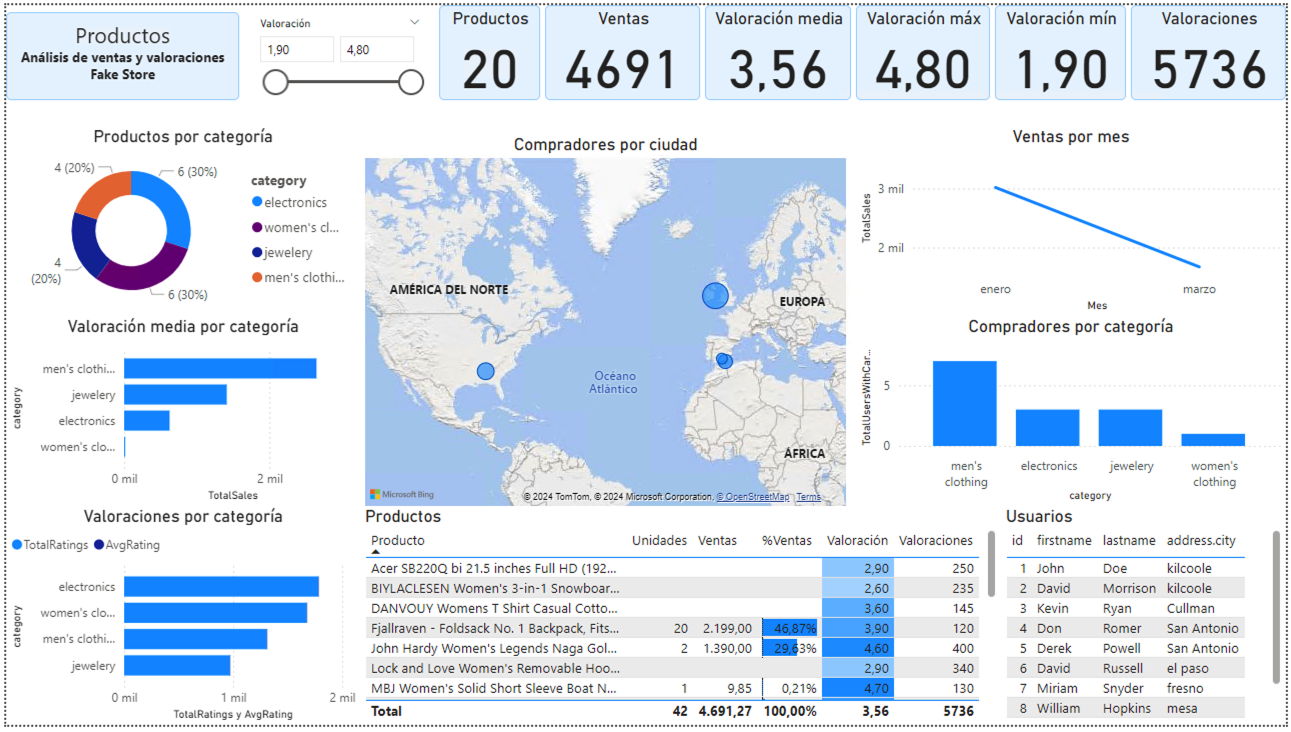 Productos
Análisis de ventas y valoraciones
Fake Store
Valoración
1,90
4,80
Productos
20
Ventas
4691
Valoración media
3,56
Valoración máx
4,80
Valoración mín
1,90
Valoraciones
5736
Productos por categoría
4 (20%)
6 (30%)
4
(20%)
6 (30%)
category
electronics
women's cl...
jewelery
men's clothi...
Valoración media por categoría
category
men's clothi...
jewelery
electronics
women's clo...
0 mil
2 mil
TotalSales
Valoraciones por categoría
TotalRatings
AvgRating
category
electronics
women's clo...
men's clothi...
jewelery
0 mil
1 mil
2 mil
TotalRatings y AvgRating
Compradores por ciudad
AMÉRICA DEL NORTE
EUROPA
Océano
Atlántico
ÁFRICA
Microsoft Bing
© 2024 TomTom, © 2024 Microsoft Corporation, © OpenStreetMap Terms
Ventas por mes
TotalSales
3 mil
2 mil
enero
marzo
Mes
Compradores por categoría
TotalUsersWithCar...
5
0
men's
clothing
electronics
jewelery
women's
clothing
category
Productos
Producto Unidades Ventas %Ventas Valoración Valoraciones
Acer SB220Q bi 21.5 inches Full HD (192... 2,90 250
BIYLACLESEN Women's 3-in-1 Snowboar... 2,60 235
DANVOUY Womens T Shirt Casual Cotto... 3,60 145
Fjallraven - Foldsack No. 1 Backpack, Fits... 20 2.199,00 46,87% 3,90 120
John Hardy Women's Legends Naga Gol... 2 1.390,00 29,63% 4,60 400
Lock and Love Women's Removable Hoo... 2,90 340
MBJ Women's Solid Short Sleeve Boat N... 1 9,85 0,21% 4,70 130
Total 42 4.691,27 100,00% 3,56 5736
Usuarios
id firstname lastname address.city
1 John Doe kilcoole
2 David Morrison kilcoole
3 Kevin Ryan Cullman
4 Don Romer San Antonio
5 Derek Powell San Antonio
6 David Russell el paso
7 Miriam Snyder fresno
8 William Hopkins mesa